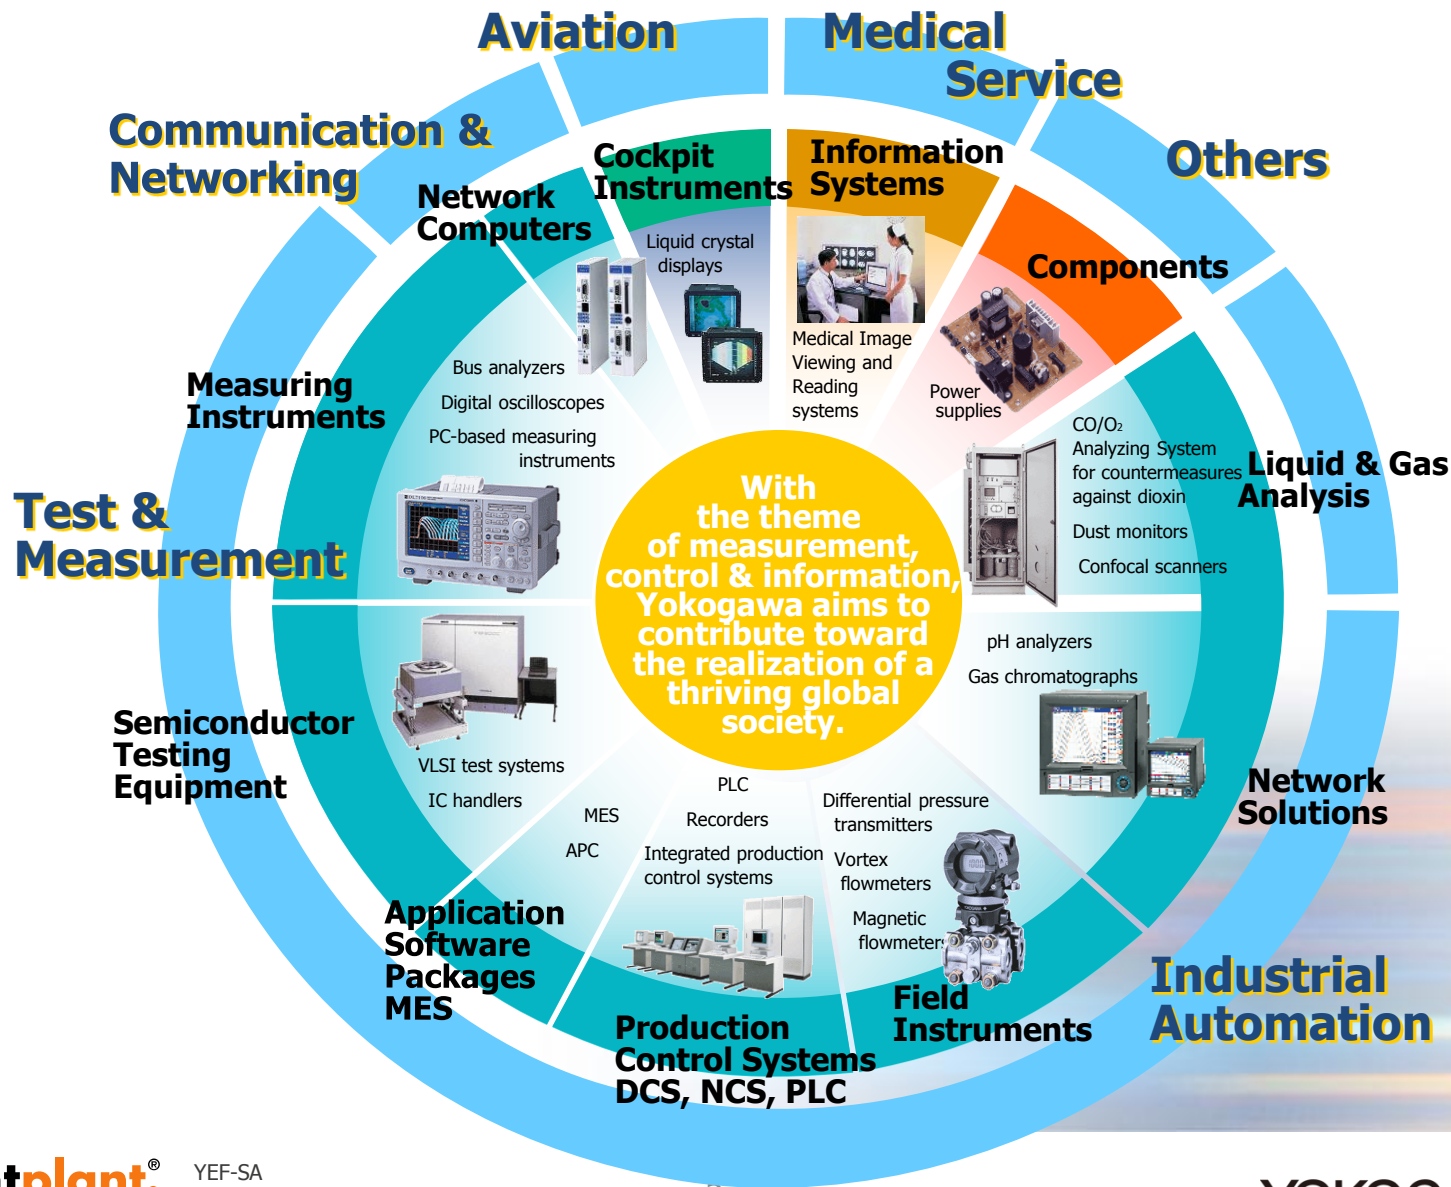 Aviation
Medical
Service
Communication &
Networking
Others
Cockpit
Instruments
Information
Systems
Network
Computers
Liquid crystal
displays
Components
Medical Image
Viewing and
Reading
systems
Power
supplies
Measuring
Instruments
Bus analyzers
Digital oscilloscopes
PC-based measuring
instruments
CO/O₂
Analyzing System
for countermeasures
against dioxin
Dust monitors
Confocal scanners
Liquid & Gas
Analysis
Test &
Measurement
With
the theme
of measurement,
control & information,
Yokogawa aims to
contribute toward
the realization of a
thriving global
society.
pH analyzers
Gas chromatographs
Semiconductor
Testing
Equipment
VLSI test systems
IC handlers
Network
Solutions
MES
APC
PLC
Recorders
Integrated production
control systems
Differential pressure
transmitters
Vortex
flowmeters
Magnetic
flowmeters
Application
Software
Packages
MES
Production
Control Systems
DCS, NCS, PLC
Field
Instruments
Industrial
Automation
tplant.®
YEF-SA